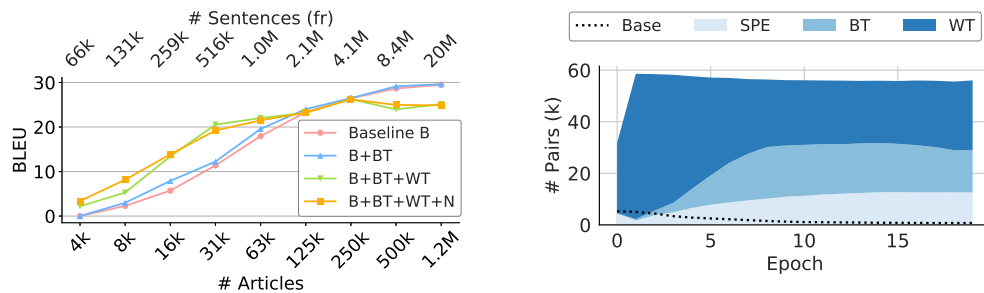 # Sentences (fr)
66k 131k 259k 516k 1.0M 2.1M 4.1M 8.4M 20M
30
20
10
0
BLEU
Baseline B
B+BT
B+BT+WT
B+BT+WT+N
4k 8k 16k 31k 63k 125k 250k 500k 1.2M
# Articles
Base SPE BT WT
60
40
20
0
# Pairs (k)
0 5 10 15
Epoch